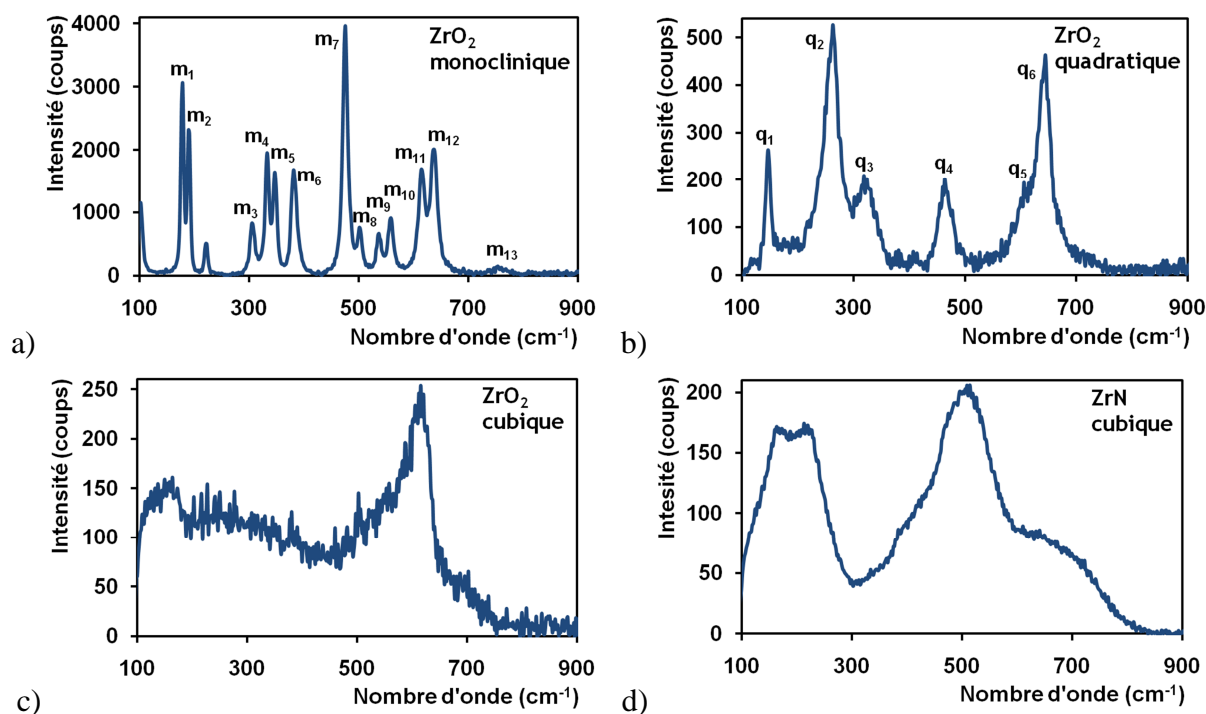 4000
3000
2000
1000
0
Intensité (coups)
ZrO2
monoclinique
m1
m2
m3
m4
m5
m6
m7
m8
m9
m10
m11
m12
m13
100 300 500 700 900
Nombre d'onde (cm-1)
a)
500
400
300
200
100
0
Intensité (coups)
ZrO2
quadratique
q1
q2
q3
q4
q5
q6
100 300 500 700 900
Nombre d'onde (cm-1)
b)
250
200
150
100
50
0
Intensité (coups)
ZrO2
cubique
100 300 500 700 900
Nombre d'onde (cm-1)
c)
200
150
100
50
0
Intesité (coups)
ZrN
cubique
100 300 500 700 900
Nombre d'onde (cm-1)
d)